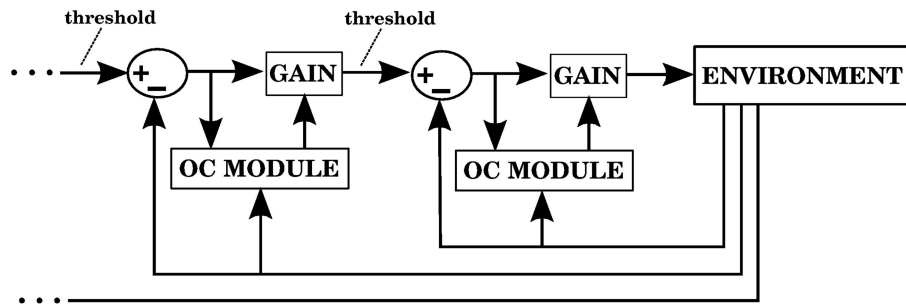 threshold
threshold
+
−
GAIN
+
−
GAIN
ENVIRONMENT
OC MODULE
OC MODULE